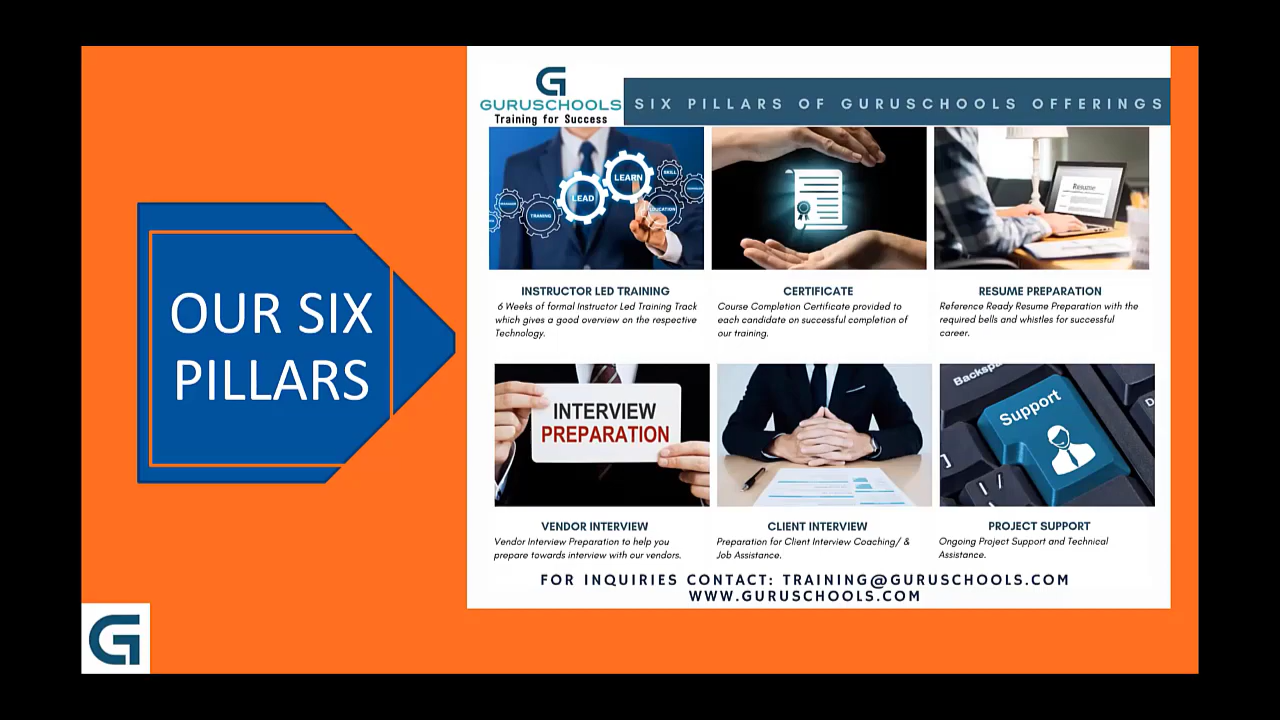 OUR SIX
PILLARS
GURUSCHOOLS
Training for Success
SIX PILLARS OF GURUSCHOOLS OFFERINGS
LEAD
LEARN
SKILL
TRAINING
EDUCATION
Resume
INSTRUCTOR LED TRAINING
6 Weeks of formal Instructor Led Training Track
which gives a good overview on the respective
Technology.
CERTIFICATE
Course Completion Certificate provided to
each candidate on successful completion of
our training.
RESUME PREPARATION
Reference Ready Resume Preparation with the
required bells and whistles for successful
career.
INTERVIEW
PREPARATION
Backspa
Support
VENDOR INTERVIEW
Vendor Interview Preparation to help you
prepare towards interview with our vendors.
CLIENT INTERVIEW
Preparation for Client Interview Coaching/ &
Job Assistance.
PROJECT SUPPORT
Ongoing Project Support and Technical
Assistance.
FOR INQUIRIES CONTACT: TRAINING@GURUSCHOOLS.COM
WWW.GURUSCHOOLS.COM